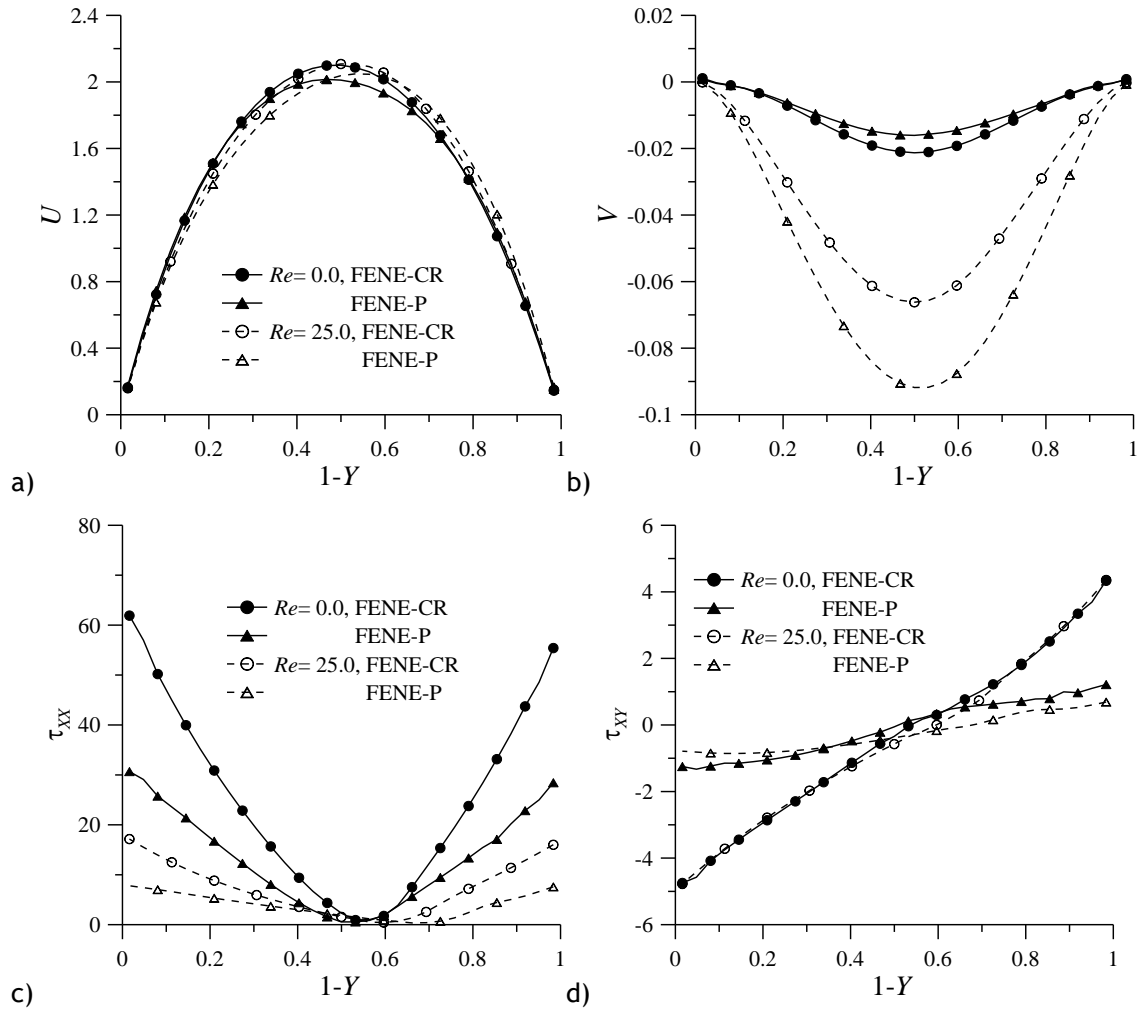 2.4
2
1.6
1.2
0.8
0.4
0
U
0 0.2 0.4 0.6 0.8 1
1-Y
Re= 0.0, FENE-CR
FENE-P
Re= 25.0, FENE-CR
FENE-P
a)
0.02
0
-0.02
-0.04
-0.06
-0.08
-0.1
V
0 0.2 0.4 0.6 0.8 1
1-Y
b)
80
60
40
20
0
τXX
0 0.2 0.4 0.6 0.8 1
1-Y
Re= 0.0, FENE-CR
FENE-P
Re= 25.0, FENE-CR
FENE-P
c)
6
4
2
0
-2
-4
-6
τXY
0 0.2 0.4 0.6 0.8 1
1-Y
Re= 0.0, FENE-CR
FENE-P
Re= 25.0, FENE-CR
FENE-P
d)